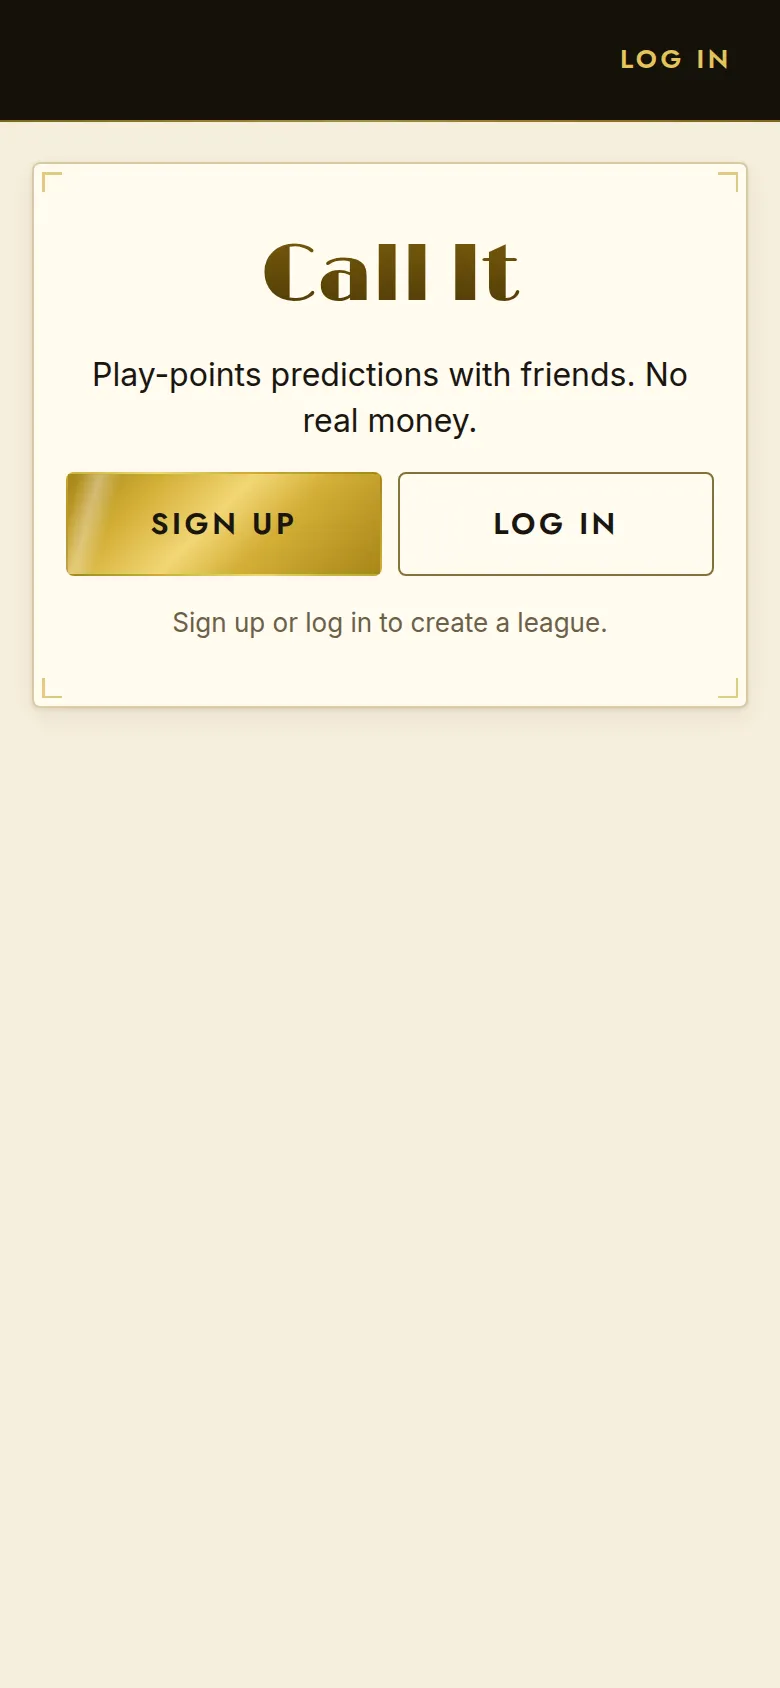 LOG IN
Call It
Play-points predictions with friends. No
real money.
SIGN UP
LOG IN
Sign up or log in to create a league.